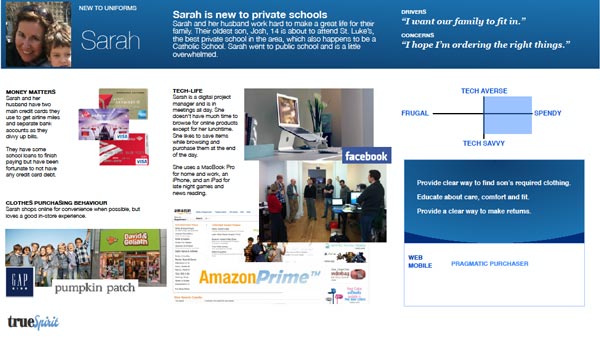 NEW TO UNIFORMS
Sarah
Sarah is new to private schools
Sarah and her husband work hard to make a great life for their
family. Their oldest son, Josh, 14 is about to attend St. Luke's,
the best private school in the area, which also happens to be a
Catholic School. Sarah went to public school and is a little
overwhelmed.
DRIVERS
“I want our family to fit in.”
CONCERNS
“I hope I'm ordering the right things.”
MONEY MATTERS
Sarah and her
husband have two
main credit cards they
use to get airline miles
and separate bank
accounts as they
divvy up bills.
They have some
school loans to finish
paying but have been
fortunate to not have
any credit card debt.
VISA
VISA
CLOTHES PURCHASING BEHAVIOUR
Sarah shops online for convenience when possible, but
loves a good in-store experience.
David &
Goliath
GAP
pumpkin patch
trueSpirit
TECH-LIFE
Sarah is a digital project
manager and is in
meetings all day. She
doesn't have much time to
browse for online products
except for her lunchtime.
She likes to save items
while browsing and
purchase them at the end
of the day.
She uses a MacBook Pro
for home and work, an
iPhone, and an iPad for
late night games and
news reading.
facebook
AmazonPrime™
TECH AVERSE
FRUGAL
SPENDY
TECH SAVVY
Provide clear way to find son's required clothing.
Educate about care, comfort and fit.
Provide a clear way to make returns.
WEB
MOBILE
PRAGMATIC PURCHASER